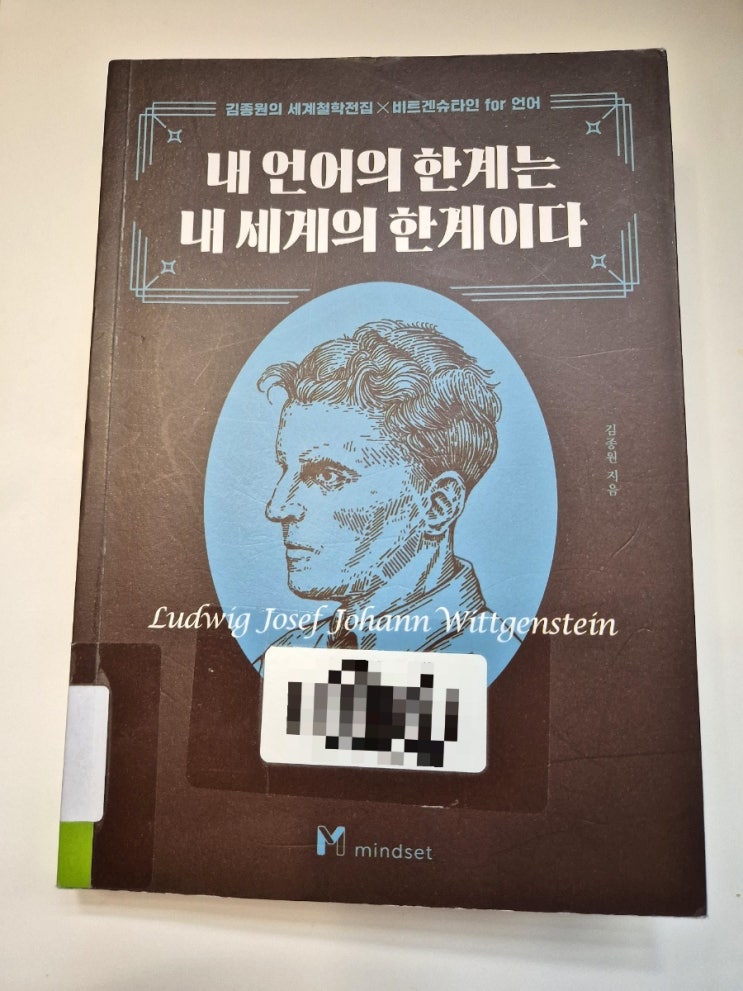 김종원의 세계철학전집×비트겐슈타인 for 언어
내 언어의 한계는
내 세계의 한계이다
김종원 지음
Ludwig Josef Johann Wittgenstein
mindset